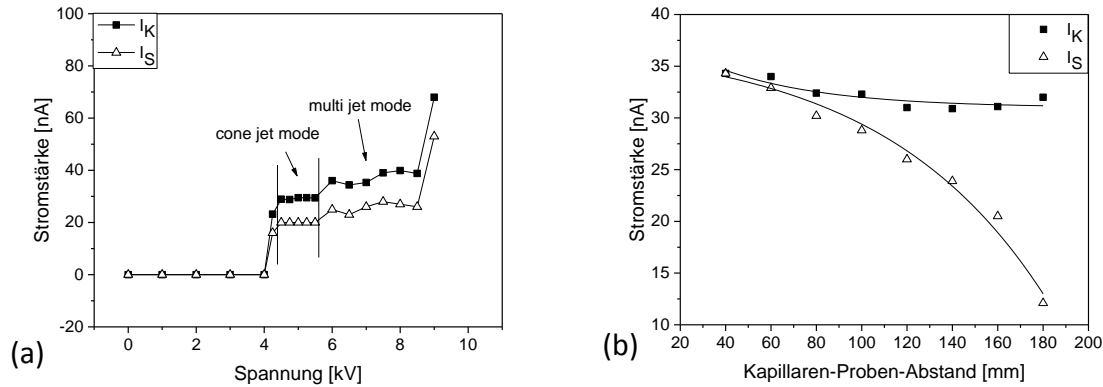 100
80
60
40
20
0
-20
Stromstärke [nA]
I_K
I_S
multi jet mode
cone jet mode
0 2 4 6 8 10
Spannung [kV]
(a)
40
35
30
25
20
15
10
Stromstärke [nA]
I_K
I_S
20 40 60 80 100 120 140 160 180 200
Kapillaren-Proben-Abstand [mm]
(b)